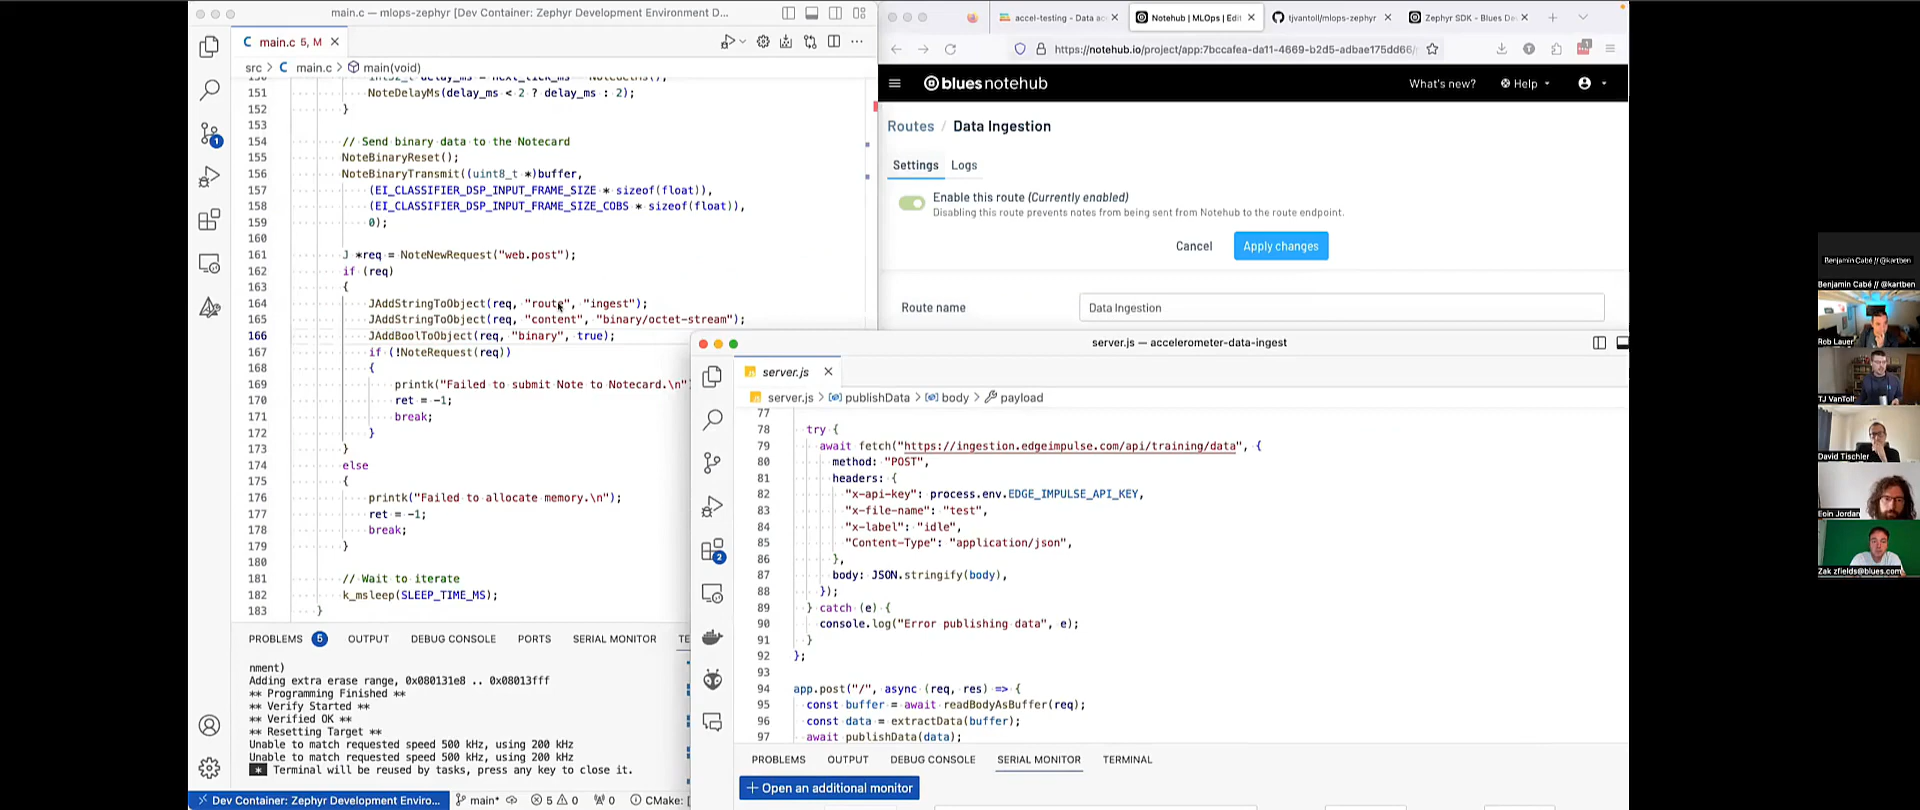 main.c — mlops-zephyr [Dev Container: Zephyr Development Environment D...
main.c 5, M
src > C main.c > main(void)
151 NoteDelayMs(delay_ms < 2 ? delay_ms : 2);
152 }
153
154 // Send binary data to the Notecard
155 NoteBinaryReset();
156 NoteBinaryTransmit((uint8_t *)buffer,
157 (EI_CLASSIFIER_DSP_INPUT_FRAME_SIZE * sizeof(float)),
158 (EI_CLASSIFIER_DSP_INPUT_FRAME_SIZE_COBS * sizeof(float)),
159 0);
160
161 J *req = NoteNewRequest("web.post");
162 if (req)
163 {
164 JAddStringToObject(req, "route", "ingest");
165 JAddStringToObject(req, "content", "binary/octet-stream");
166 JAddBoolToObject(req, "binary", true);
167 if (!NoteRequest(req))
168 {
169 printk("Failed to submit Note to Notecard.\n"
170 ret = -1;
171 break;
172 }
173 }
174 else
175 {
176 printk("Failed to allocate memory.\n");
177 ret = -1;
178 break;
179 }
180
181 // Wait to iterate
182 k_msleep(SLEEP_TIME_MS);
183 }
PROBLEMS 5 OUTPUT DEBUG CONSOLE PORTS SERIAL MONITOR TE
nment)
Adding extra erase range, 0x080131e8 .. 0x08013fff
** Programming Finished **
** Verify Started **
** Verified OK **
** Resetting Target **
Unable to match requested speed 500 kHz, using 200 kHz
Unable to match requested speed 500 kHz, using 200 kHz
* Terminal will be reused by tasks, press any key to close it.
Dev Container: Zephyr Development Enviro... main* 5 0 0 CMake: [
accel-testing - Data ac
Notehub | MLOps | Edit
tjvantoll/mlops-zephyr
Zephyr SDK - Blues De
https://notehub.io/project/app:7bccafea-da11-4669-b2d5-adbae175dd66/
blues notehub
What's new? Help
Routes / Data Ingestion
Settings Logs
Enable this route (Currently enabled)
Disabling this route prevents notes from being sent from Notehub to the route endpoint.
Cancel Apply changes
Route name Data Ingestion
server.js — accelerometer-data-ingest
server.js
server.js > publishData > body > payload
77
78 try {
79 await fetch("https://ingestion.edgeimpulse.com/api/training/data", {
80 method: "POST",
81 headers: {
82 "x-api-key": process.env.EDGE_IMPULSE_API_KEY,
83 "x-file-name": "test",
84 "x-label": "idle",
85 "Content-Type": "application/json",
86 },
87 body: JSON.stringify(body),
88 });
89 } catch (e) {
90 console.log("Error publishing data", e);
91 }
92 };
93
94 app.post("/", async (req, res) => {
95 const buffer = await readBodyAsBuffer(req);
96 const data = extractData(buffer);
97 await publishData(data);
PROBLEMS OUTPUT DEBUG CONSOLE SERIAL MONITOR TERMINAL
+ Open an additional monitor
Benjamin Cabé // @kartben
Benjamin Cabé // @kartben
Rob Lauer
TJ VanToll
David Tischler
Eoin Jordan
Zak zfields@blues.com